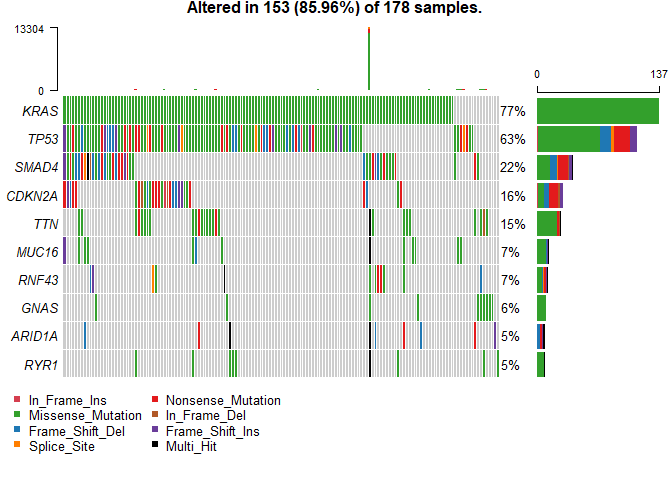 Altered in 153 (85.96%) of 178 samples.
13304
0
0
137
KRAS 77%
TP53 63%
SMAD4 22%
CDKN2A 16%
TTN 15%
MUC16 7%
RNF43 7%
GNAS 6%
ARID1A 5%
RYR1 5%
In_Frame_Ins Nonsense_Mutation
Missense_Mutation In_Frame_Del
Frame_Shift_Del Frame_Shift_Ins
Splice_Site Multi_Hit